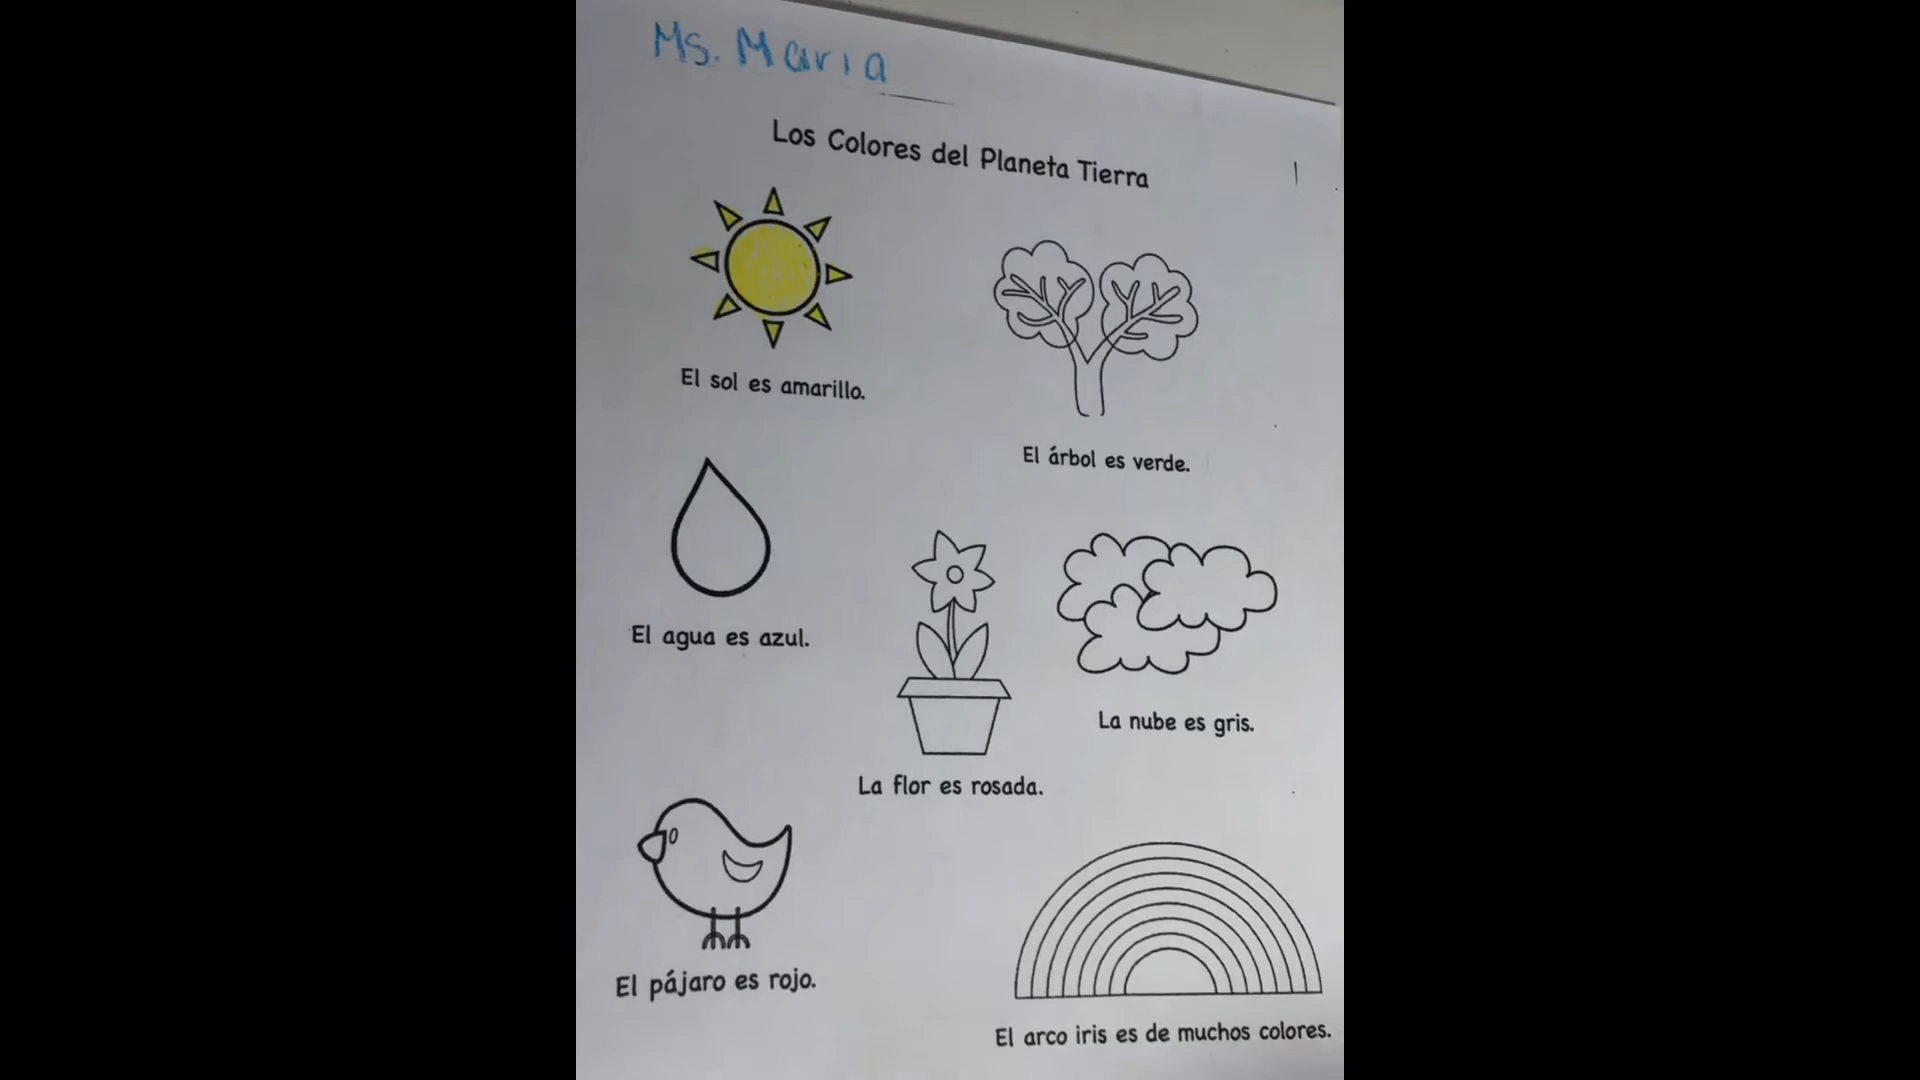 Ms. Maria
Los Colores del Planeta Tierra
El sol es amarillo.
El árbol es verde.
El agua es azul.
La nube es gris.
La flor es rosada.
El pájaro es rojo.
El arco iris es de muchos colores.